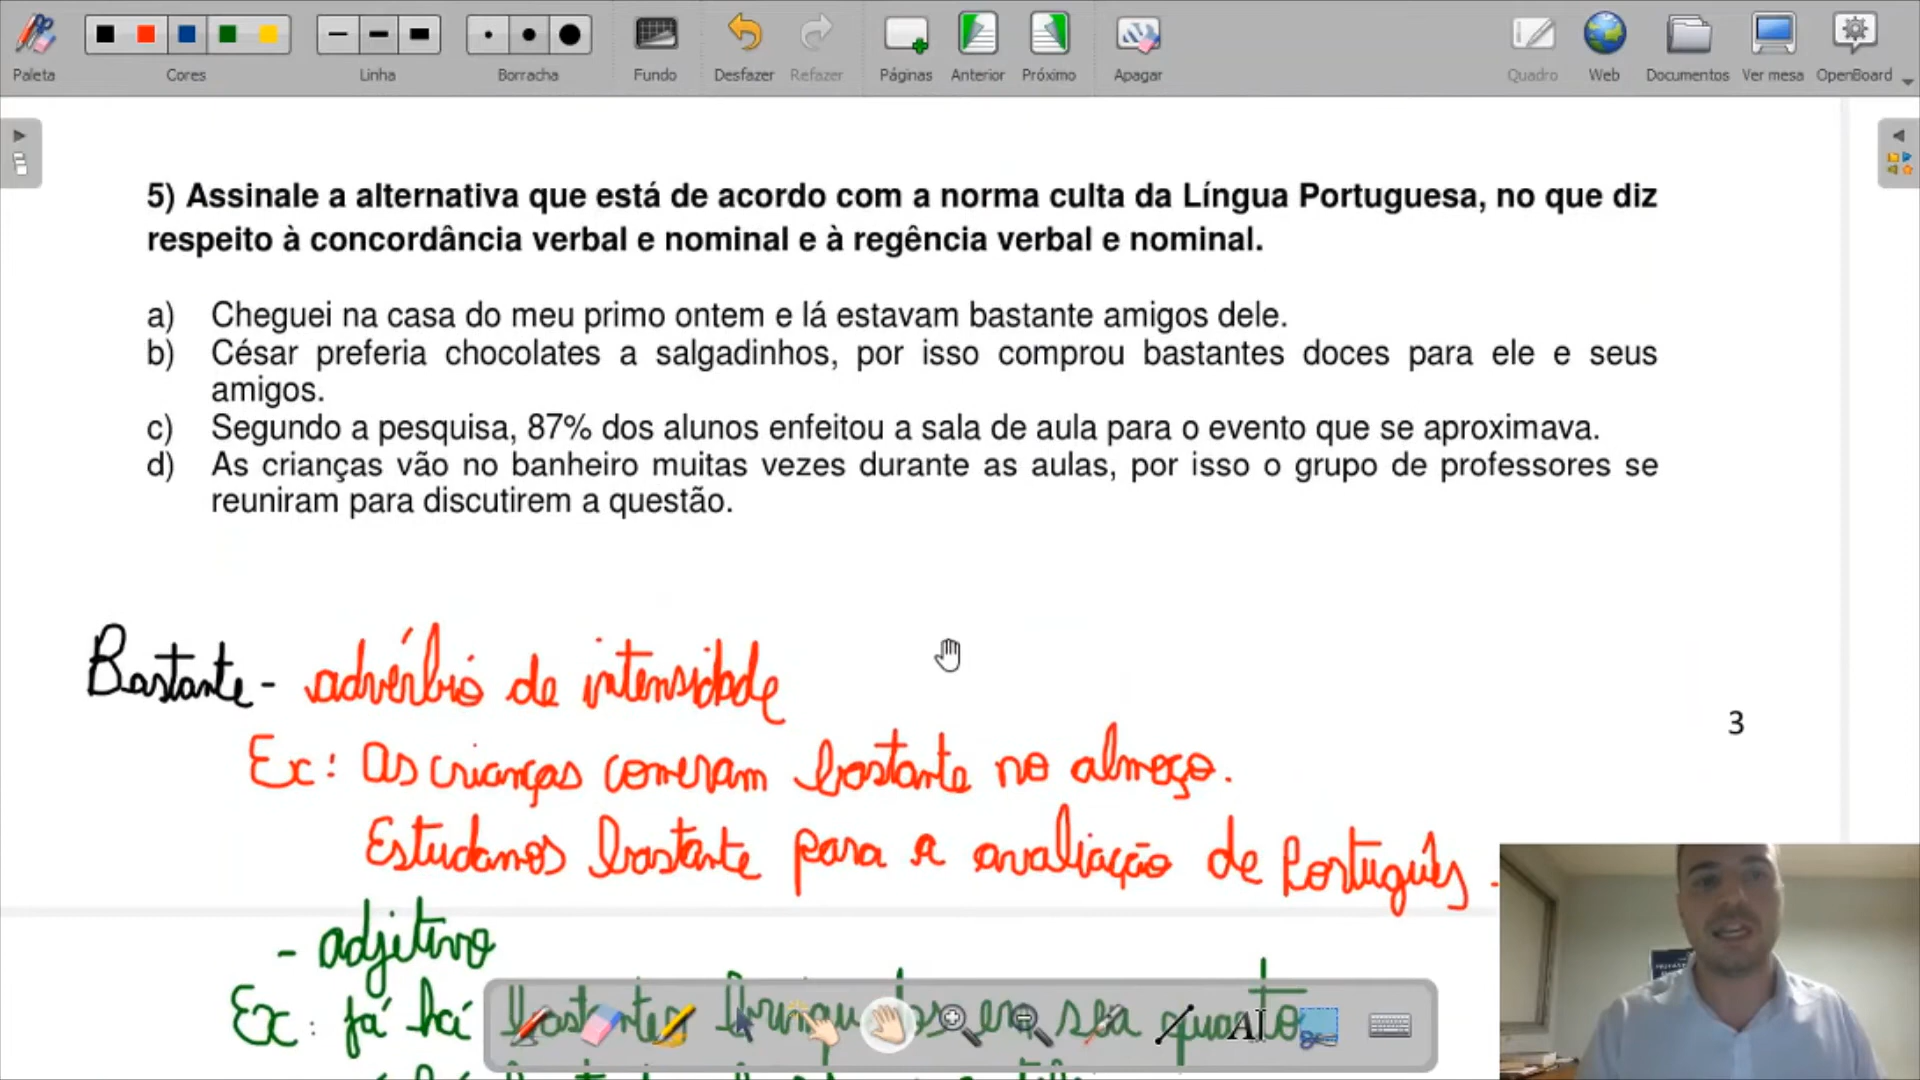 Paleta Cores Linha Borracha Fundo Desfazer Refazer Páginas Anterior Próximo Apagar Quadro Web Documentos Ver mesa OpenBoard
5) Assinale a alternativa que está de acordo com a norma culta da Língua Portuguesa, no que diz
respeito à concordância verbal e nominal e à regência verbal e nominal.
a) Cheguei na casa do meu primo ontem e lá estavam bastante amigos dele.
b) César preferia chocolates a salgadinhos, por isso comprou bastantes doces para ele e seus
amigos.
c) Segundo a pesquisa, 87% dos alunos enfeitou a sala de aula para o evento que se aproximava.
d) As crianças vão no banheiro muitas vezes durante as aulas, por isso o grupo de professores se
reuniram para discutirem a questão.
Bastante - advérbio de intensidade
3
Ex: As crianças comeram bastante no almoço.
Estudamos bastante para a avaliação de Português.
- adjetivo
Ex: Já há bastantes brinquedos em seu quarto